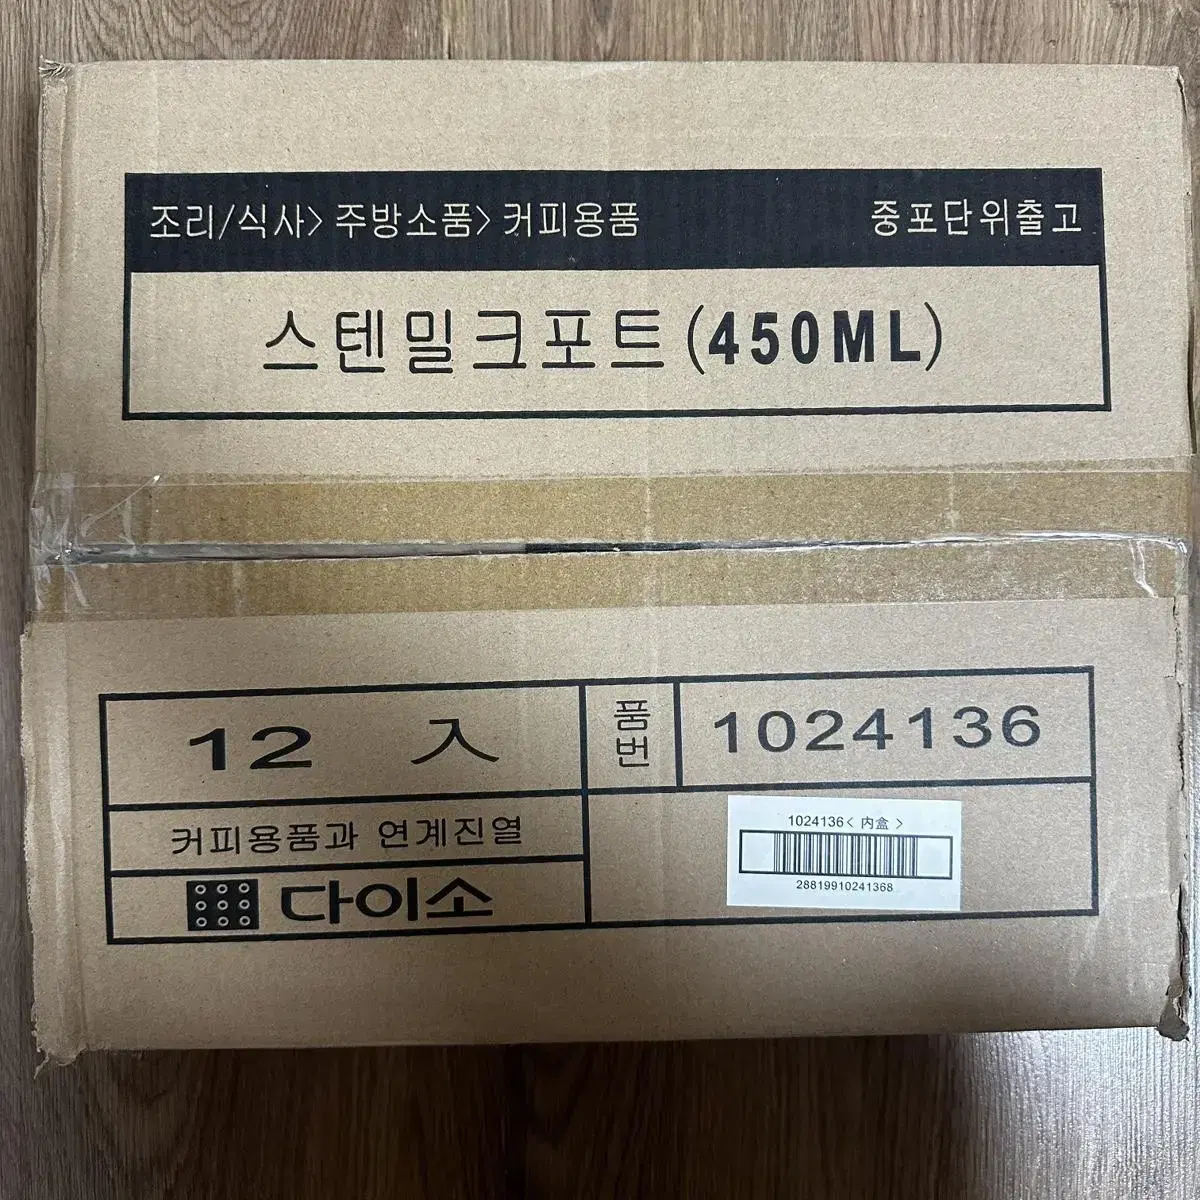 조리/식사> 주방소품> 커피용품
중포단위출고
스텐밀크포트(450ML)
12 入
품번
1024136
커피용품과 연계진열
다이소
1024136< 内盒 >
28819910241368